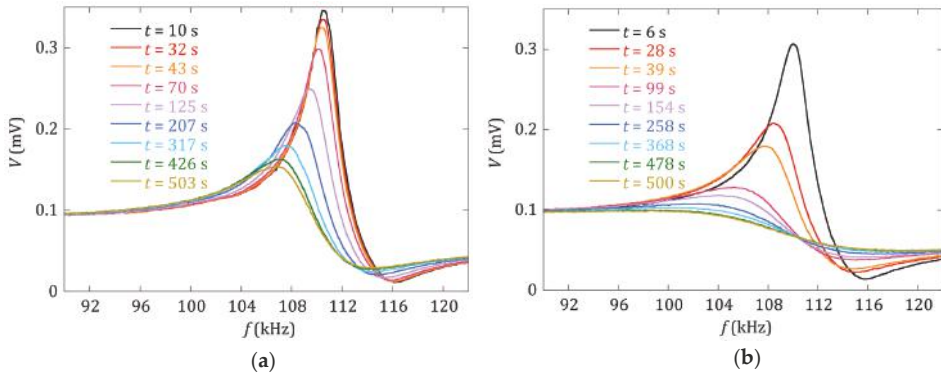 t = 10 s
t = 32 s
t = 43 s
t = 70 s
t = 125 s
t = 207 s
t = 317 s
t = 426 s
t = 503 s
V (mV)
0.3
0.2
0.1
0
92 96 100 104 108 112 116 120
f (kHz)
(a)
t = 6 s
t = 28 s
t = 39 s
t = 99 s
t = 154 s
t = 258 s
t = 368 s
t = 478 s
t = 500 s
V (mV)
0.3
0.2
0.1
0
92 96 100 104 108 112 116 120
f (kHz)
(b)